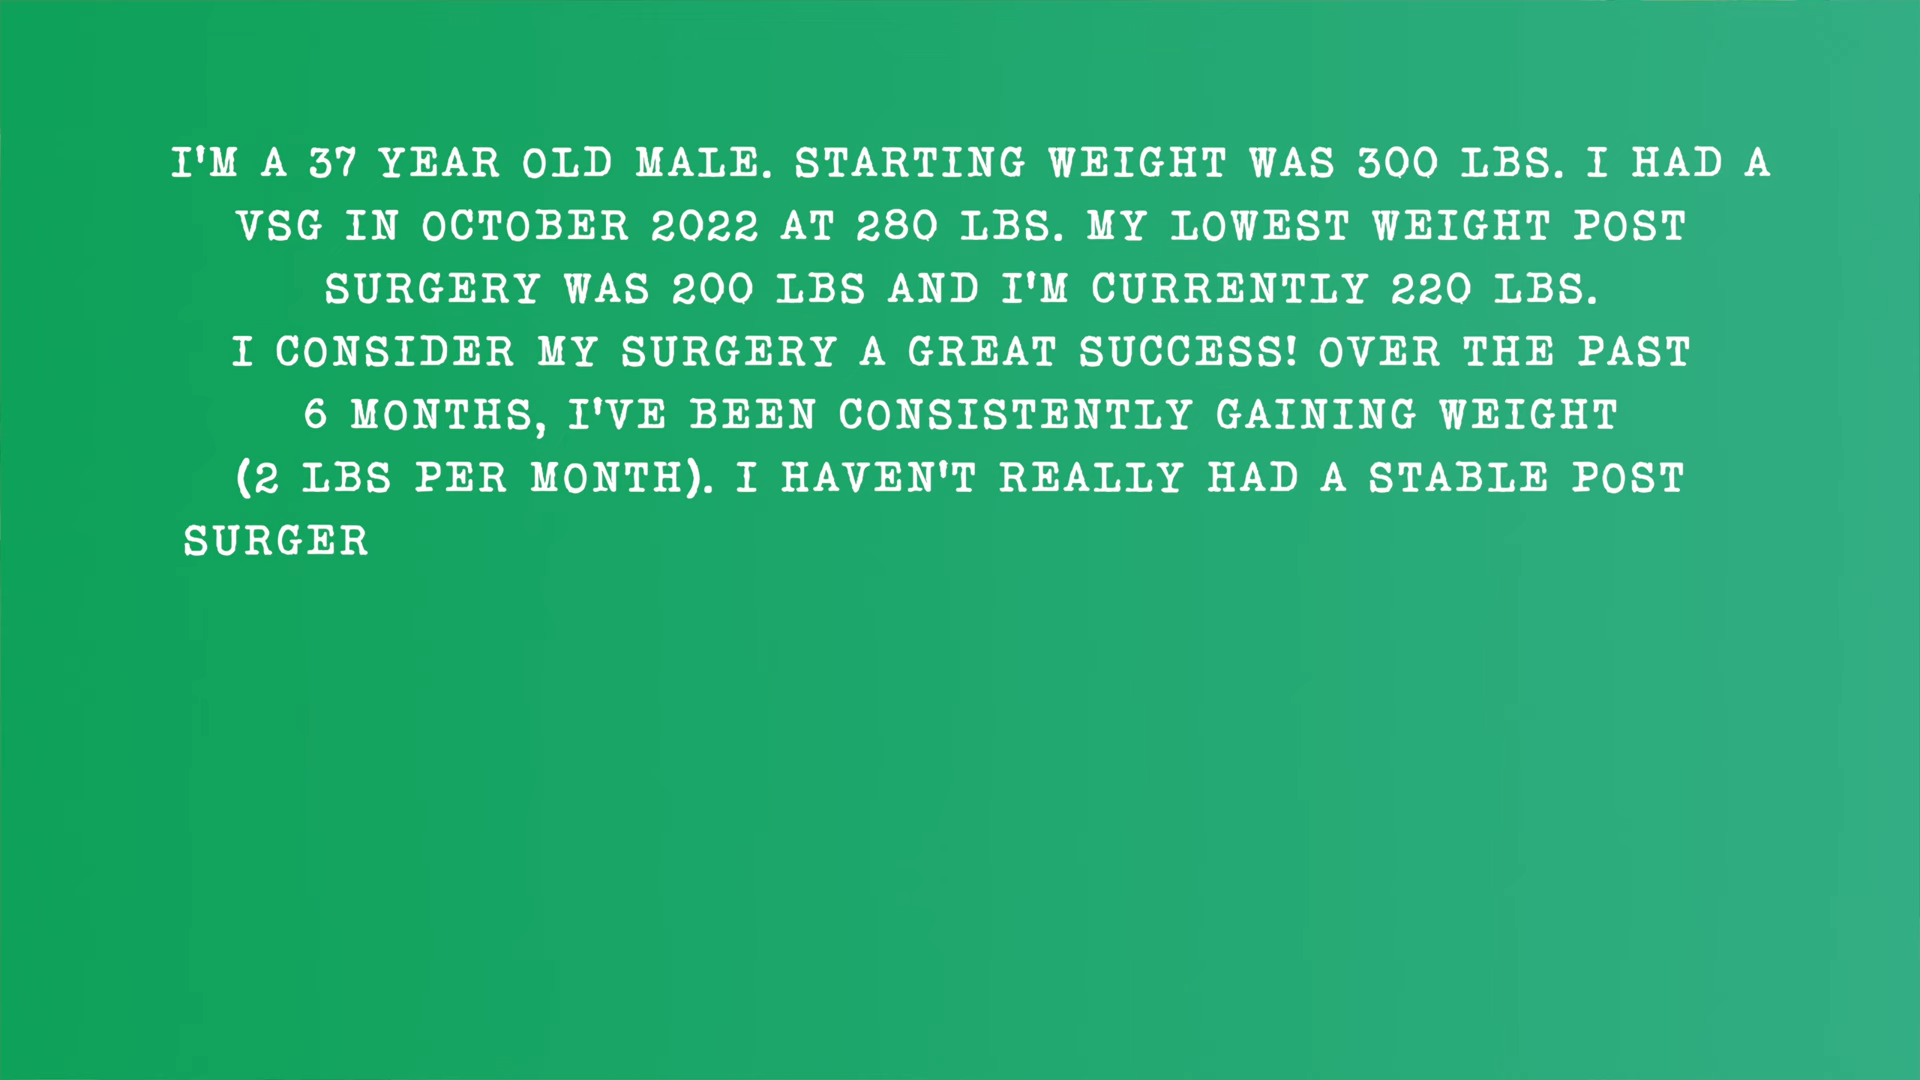 I'M A 37 YEAR OLD MALE. STARTING WEIGHT WAS 300 LBS. I HAD A
VSG IN OCTOBER 2022 AT 280 LBS. MY LOWEST WEIGHT POST
SURGERY WAS 200 LBS AND I'M CURRENTLY 220 LBS.
I CONSIDER MY SURGERY A GREAT SUCCESS! OVER THE PAST
6 MONTHS, I'VE BEEN CONSISTENTLY GAINING WEIGHT
(2 LBS PER MONTH). I HAVEN'T REALLY HAD A STABLE POST
SURGER